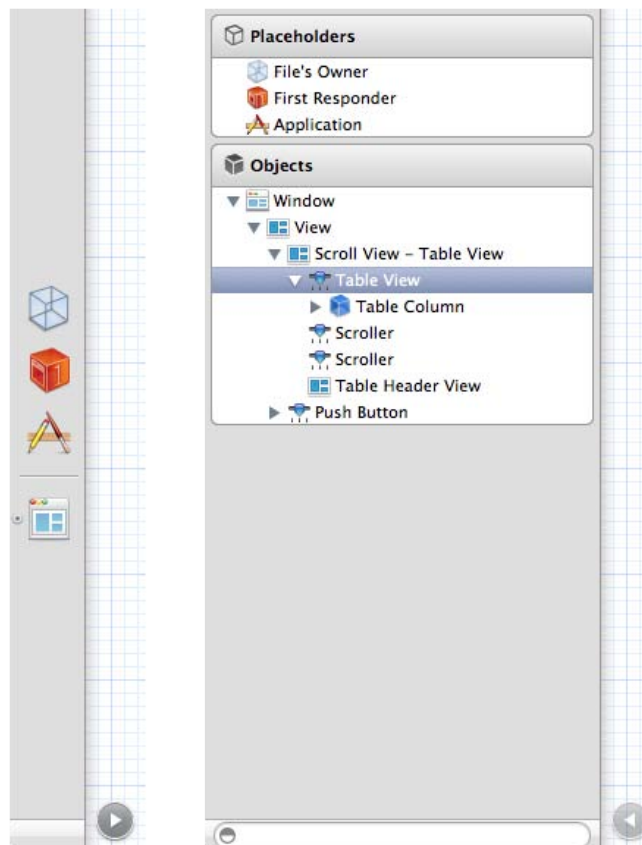 Placeholders
File's Owner
First Responder
Application
Objects
Window
View
Scroll View – Table View
Table View
Table Column
Scroller
Scroller
Table Header View
Push Button